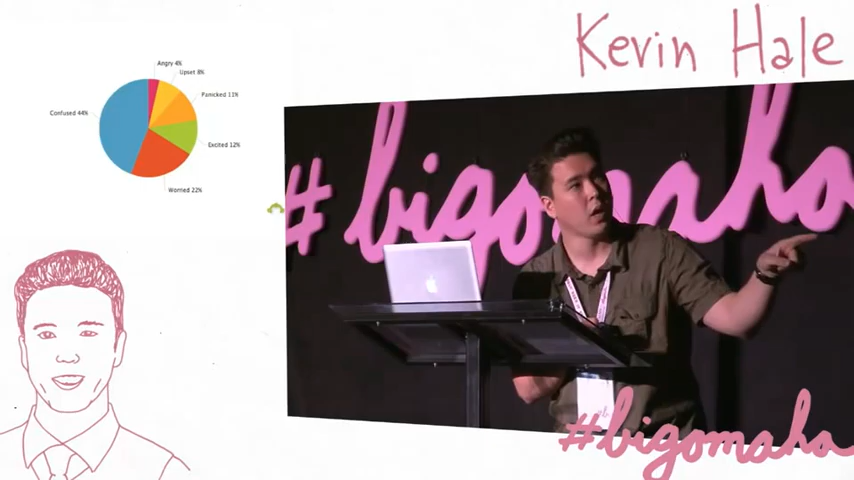 Kevin Hale
Angry 4%
Upset 8%
Panicked 11%
Confused 44%
Excited 12%
Worried 22%
#bigomaha
#bigomaha